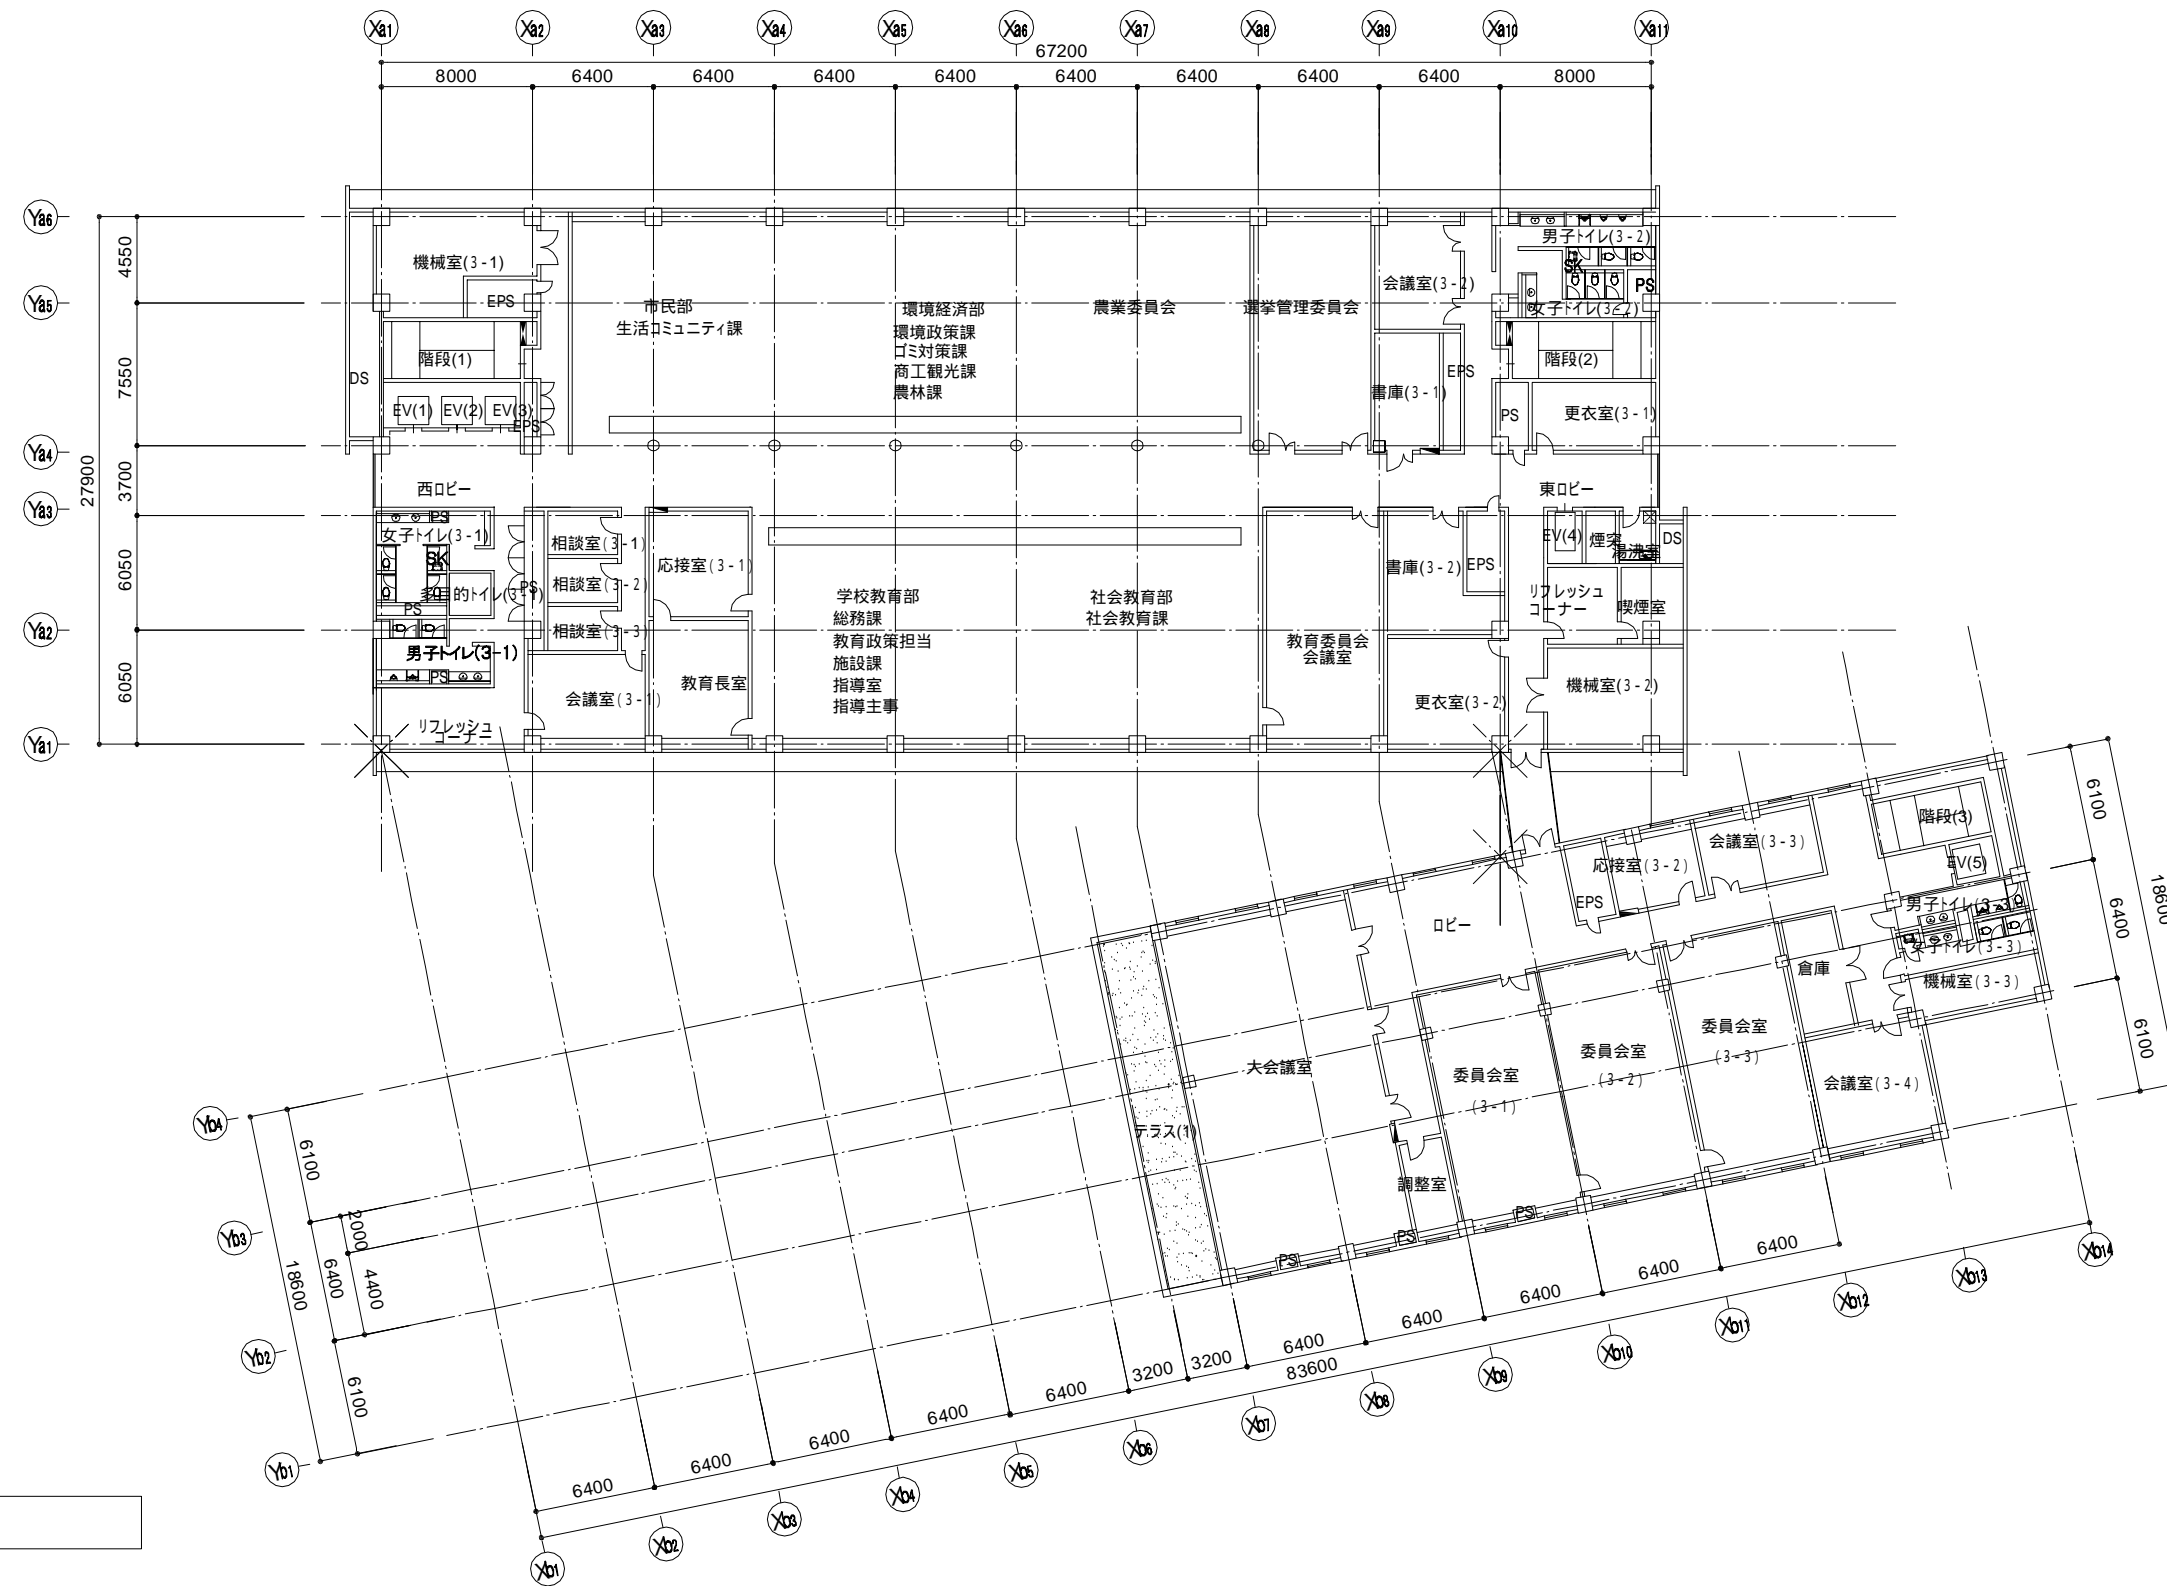 Xa1 Xa2 Xa3 Xa4 Xa5 Xa6 Xa7 Xa8 Xa9 Xa10 Xa11
67200
8000 6400 6400 6400 6400 6400 6400 6400 6400 8000
Ya6
Ya5
Ya4
Ya3
Ya2
Ya1
27900
4550
7550
3700
6050
6050
機械室(3-1)
EPS
階段(1)
DS
EV(1) EV(2) EV(3)
EPS
市民部
生活コミュニティ課
環境経済部
環境政策課
ゴミ対策課
商工観光課
農林課
農業委員会
選挙管理委員会
会議室(3-2)
書庫(3-1)
EPS
男子トイレ(3-2)
SK
PS
女子トイレ(3-2)
階段(2)
PS
更衣室(3-1)
西ロビー
東ロビー
PS
女子トイレ(3-1)
SK
多目的トイレ(3-1)
PS
PS
男子トイレ(3-1)
PS
リフレッシュ
コーナー
相談室(3-1)
相談室(3-2)
相談室(3-3)
会議室(3-1)
応接室(3-1)
教育長室
学校教育部
総務課
教育政策担当
施設課
指導室
指導主事
社会教育部
社会教育課
教育委員会
会議室
書庫(3-2)
EPS
更衣室(3-2)
EV(4)
煙突
湯沸室
DS
リフレッシュ
コーナー
喫煙室
機械室(3-2)
応接室(3-2)
会議室(3-3)
EPS
ロビー
階段(3)
EV(5)
男子トイレ(3-3)
女子トイレ(3-3)
機械室(3-3)
倉庫
大会議室
テラス(1)
調整室
委員会室
(3-1)
委員会室
(3-2)
委員会室
(3-3)
会議室(3-4)
PS
PS
PS
6100
6400
6100
18600
Yb4
Yb3
Yb2
Yb1
6100
2000
6400
4400
6100
18600
6400 6400 6400 6400 6400 3200 3200 6400 6400 6400 6400 6400
83600
Xb1 Xb2 Xb3 Xb4 Xb5 Xb6 Xb7 Xb8 Xb9 Xb10 Xb11 Xb12 Xb13 Xb14